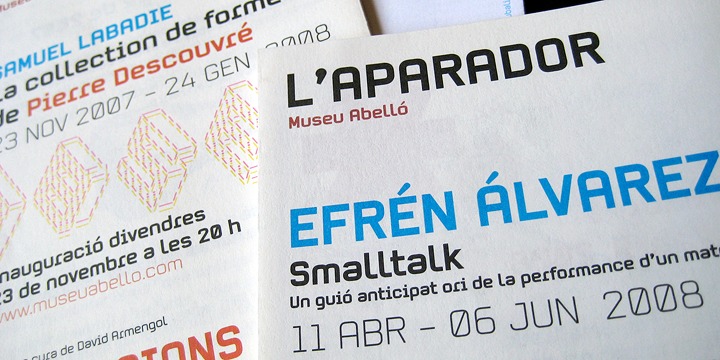 SAMUEL LABADIE
La collection de forme
de Pierre Descouvré
23 NOV 2007 - 24 GEN 2008
Inauguració divendres
23 de novembre a les 20 h
www.museuabello.com
a cura de David Armengol
L'APARADOR
Museu Abelló
EFRÉN ÁLVAREZ
Smalltalk
Un guió anticipat ori de la performance d'un mat
11 ABR - 06 JUN 2008